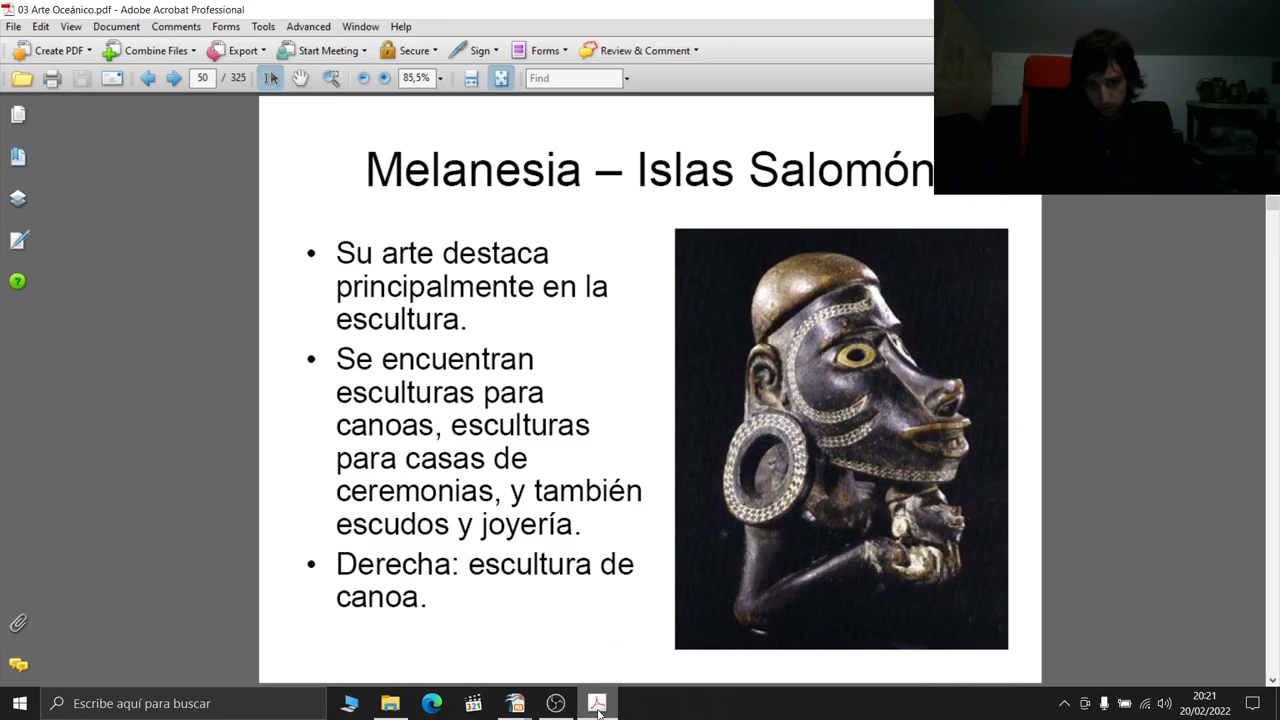 03 Arte Oceánico.pdf - Adobe Acrobat Professional
File Edit View Document Comments Forms Tools Advanced Window Help
Create PDF Combine Files Export Start Meeting Secure Sign Forms Review & Comment
50 / 325 85,5% Find
Melanesia – Islas Salomón
• Su arte destaca
principalmente en la
escultura.
• Se encuentran
esculturas para
canoas, esculturas
para casas de
ceremonias, y también
escudos y joyería.
• Derecha: escultura de
canoa.
Escribe aquí para buscar
20:21
20/02/2022